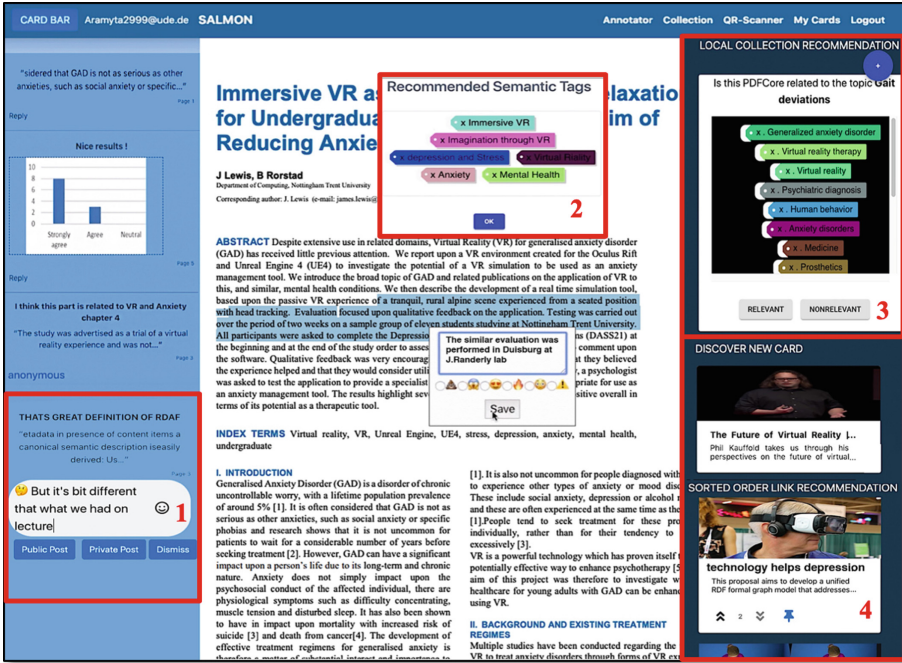 CARD BAR Aramyta2999@ude.de SALMON Annotator Collection QR-Scanner My Cards Logout
"sidered that GAD is not as serious as other
anxieties, such as social anxiety or specific..."
Page 1
Reply
Nice results !
10
8
6
4
2
0
Strongly agree Agree Neutral
Page 5
Reply
I think this part is related to VR and Anxiety
chapter 4
"The study was advertised as a trial of a virtual
reality experience and was not..."
Page 3
anonymous
THATS GREAT DEFINITION OF RDAF
"etadata in presence of content items a
canonical semantic description iseasily
derived: Us..."
Page
🤔 But it's bit different
that what we had on
lecture
1
Public Post Private Post Dismiss
Immersive VR as laxatio
for Undergradua im of
Reducing Anxie
J Lewis, B Rorstad
Department of Computing, Nottingham Trent University
Corresponding author: J. Lewis (e-mail: james.lewis@
Recommended Semantic Tags
x Immersive VR
x Imagination through VR
x depression and Stress x Virtual Reality
x Anxiety x Mental Health
OK
2
ABSTRACT Despite extensive use in related domains, Virtual Reality (VR) for generalised anxiety disorder
(GAD) has received little previous attention. We report upon a VR environment created for the Oculus Rift
and Unreal Engine 4 (UE4) to investigate the potential of a VR simulation to be used as an anxiety
management tool. We introduce the broad topic of GAD and related publications on the application of VR to
this, and similar, mental health conditions. We then describe the development of a real time simulation tool,
based upon the passive VR experience of a tranquil, rural alpine scene experienced from a seated position
with head tracking. Evaluation focused upon qualitative feedback on the application. Testing was carried out
over the period of two weeks on a sample group of eleven students studying at Nottingham Trent University.
All participants were asked to complete the Depressio ns (DASS21) at
the beginning and at the end of the study order to asses comment upon
the software. Qualitative feedback was very encourag at they believed
the experience helped and that they would consider utili , a psychologist
was asked to test the application to provide a specialist priate for use as
an anxiety management tool. The results highlight sev sitive overall in
terms of its potential as a therapeutic tool.
The similar evaluation was
performed in Duisburg at
J.Randerly lab
Save
INDEX TERMS Virtual reality, VR, Unreal Engine, UE4, stress, depression, anxiety, mental health,
undergraduate
I. INTRODUCTION
Generalised Anxiety Disorder (GAD) is a disorder of chronic
uncontrollable worry, with a lifetime population prevalence
of around 5% [1]. It is often considered that GAD is not as
serious as other anxieties, such as social anxiety or specific
phobias and research shows that it is not uncommon for
patients to wait for a considerable number of years before
seeking treatment [2]. However, GAD can have a significant
impact upon a person's life due to its long-term and chronic
nature. Anxiety does not simply impact upon the
psychosocial conduct of the affected individual, there are
physiological symptoms such as difficulty concentrating,
muscle tension and disturbed sleep. It has also been shown
to have in impact upon mortality with increased risk of
suicide [3] and death from cancer[4]. The development of
effective treatment regimens for generalised anxiety is
therefore a matter of substantial interest and importance to
[1]. It is also not uncommon for people diagnosed with
to experience other types of anxiety or mood disc
These include social anxiety, depression or alcohol
and these are often experienced at the same time as the
[1].People tend to seek treatment for these pro
individually, rather than for their tendency to
excessively [3].
VR is a powerful technology which has proven itself t
potentially effective way to enhance psychotherapy [5
aim of this project was therefore to investigate w
healthcare for young adults with GAD can be enhanc
using VR.
II. BACKGROUND AND EXISTING TREATMENT
REGIMES
Multiple studies have been conducted regarding the
VR to treat anxiety disorders through forms of VR exp
LOCAL COLLECTION RECOMMENDATION
+
Is this PDFCore related to the topic Gait
deviations
x . Generalized anxiety disorder
x . Virtual reality therapy
x . Virtual reality
x . Psychiatric diagnosis
x . Human behavior
x . Anxiety disorders
x . Medicine
x . Prosthetics
RELEVANT NONRELEVANT
3
DISCOVER NEW CARD
The Future of Virtual Reality |...
Phil Kauffold takes us through his
perspectives on the future of virtual...
SORTED ORDER LINK RECOMMENDATION
technology helps depression
This proposal aims to develop a unified
RDF formal graph model that addresses...
2
4